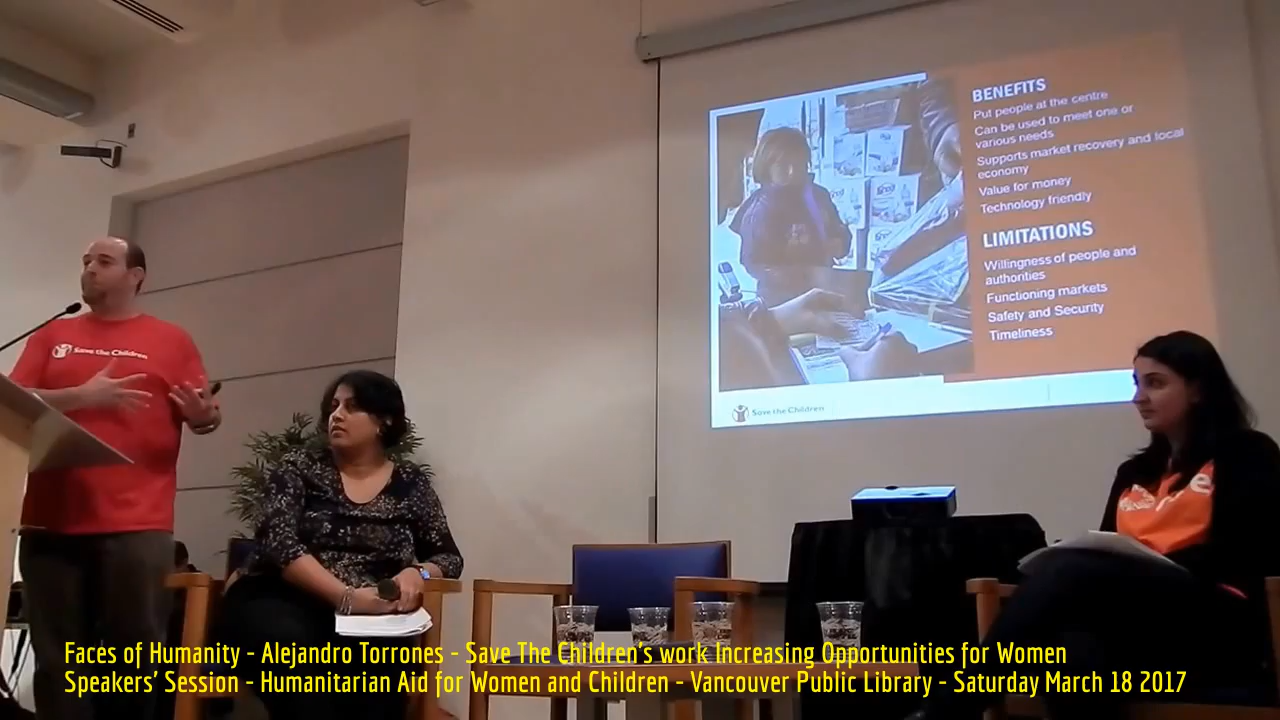 BENEFITS
Put people at the centre
Can be used to meet one or
various needs
Supports market recovery and local
economy
Value for money
Technology friendly
LIMITATIONS
Willingness of people and
authorities
Functioning markets
Safety and Security
Timeliness
Save the Children
Save the Children
Faces of Humanity - Alejandro Torrones - Save The Children's work Increasing Opportunities for Women
Speakers' Session - Humanitarian Aid for Women and Children - Vancouver Public Library - Saturday March 18 2017